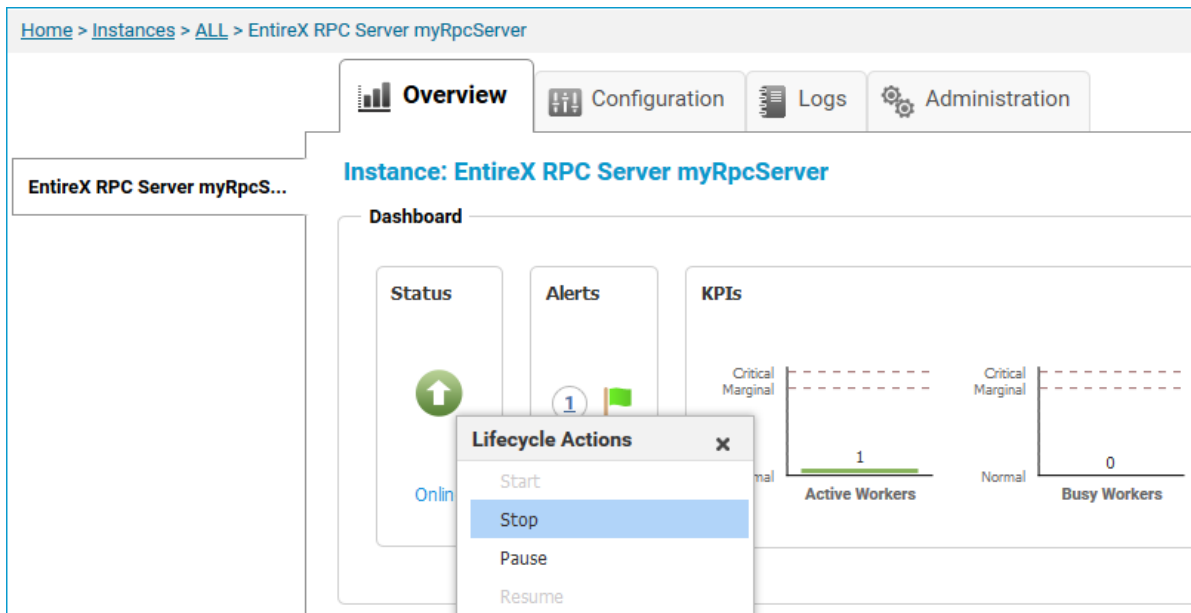 Home > Instances > ALL > EntireX RPC Server myRpcServer
Overview
Configuration
Logs
Administration
EntireX RPC Server myRpcS...
Instance: EntireX RPC Server myRpcServer
Dashboard
Status
Alerts
KPIs
1
Onlin
Lifecycle Actions
Start
Stop
Pause
Resume
Critical
Marginal
mal
1
Active Workers
Critical
Marginal
Normal
0
Busy Workers